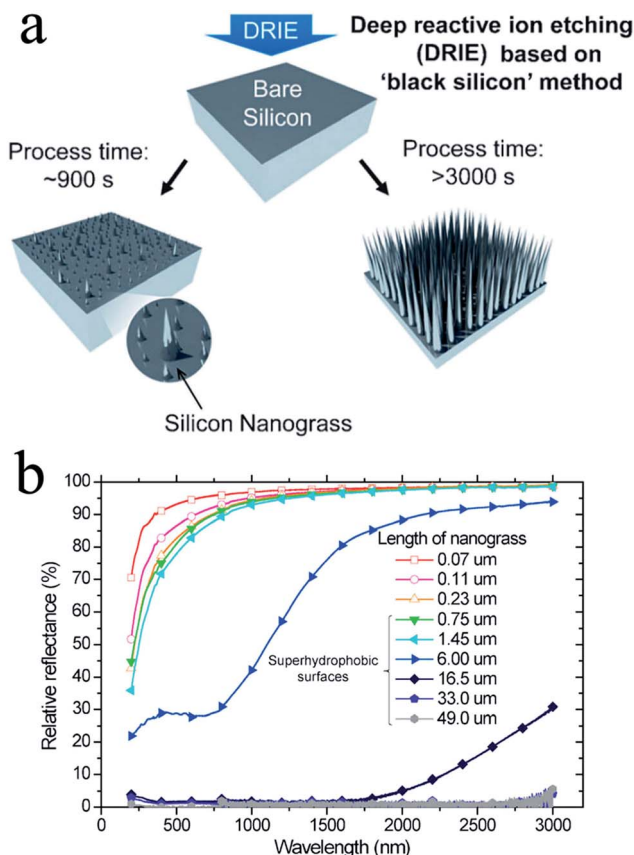 a
DRIE
Deep reactive ion etching
(DRIE) based on
'black silicon' method
Bare
Silicon
Process time:
~900 s
Process time:
>3000 s
Silicon Nanograss
b
Relative reflectance (%)
100
90
80
70
60
50
40
30
20
10
0
Length of nanograss
0.07 um
0.11 um
0.23 um
0.75 um
1.45 um
6.00 um
16.5 um
33.0 um
49.0 um
Superhydrophobic
surfaces
0 500 1000 1500 2000 2500 3000
Wavelength (nm)